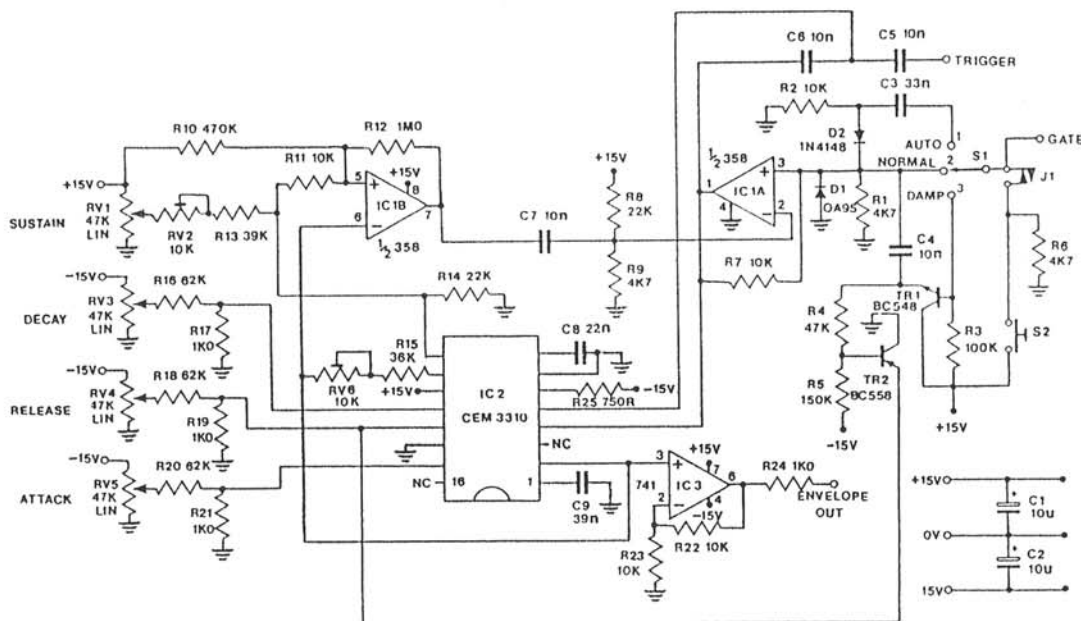 C6 10n
C5 10n
TRIGGER
R2 10K
C3 33n
D2
1N4148
AUTO
1
GATE
NORMAL
2
S1
J1
DAMP
3
R10 470K
R12 1M0
R11 10K
+15V
5
+
8
IC1B
6
−
7
½ 358
+15V
RV1
47K
LIN
SUSTAIN
RV2
10K
R13 39K
C7 10n
+15V
R8
22K
R9
4K7
½ 358
1
3
+
IC1A
4
−
2
D1
OA95
R1
4K7
R7 10K
C4
10n
R6
4K7
TR1
BC548
R4
47K
R3
100K
S2
TR2
BC558
R5
150K
-15V
+15V
-15V
RV3
47K
LIN
DECAY
R16 62K
R17
1K0
R14 22K
C8 22n
R15
36K
RV6
10K
+15V
IC 2
CEM 3310
R25 750R
-15V
NC
NC
16
1
-15V
RV4
47K
LIN
RELEASE
R18 62K
R19
1K0
-15V
RV5
47K
LIN
ATTACK
R20 62K
R21
1K0
C9
39n
741
3
+
+15V
7
6
IC 3
2
−
4
-15V
R24 1K0
ENVELOPE
OUT
R22 10K
R23
10K
+15V
+
C1
10u
0V
+
C2
10u
15V